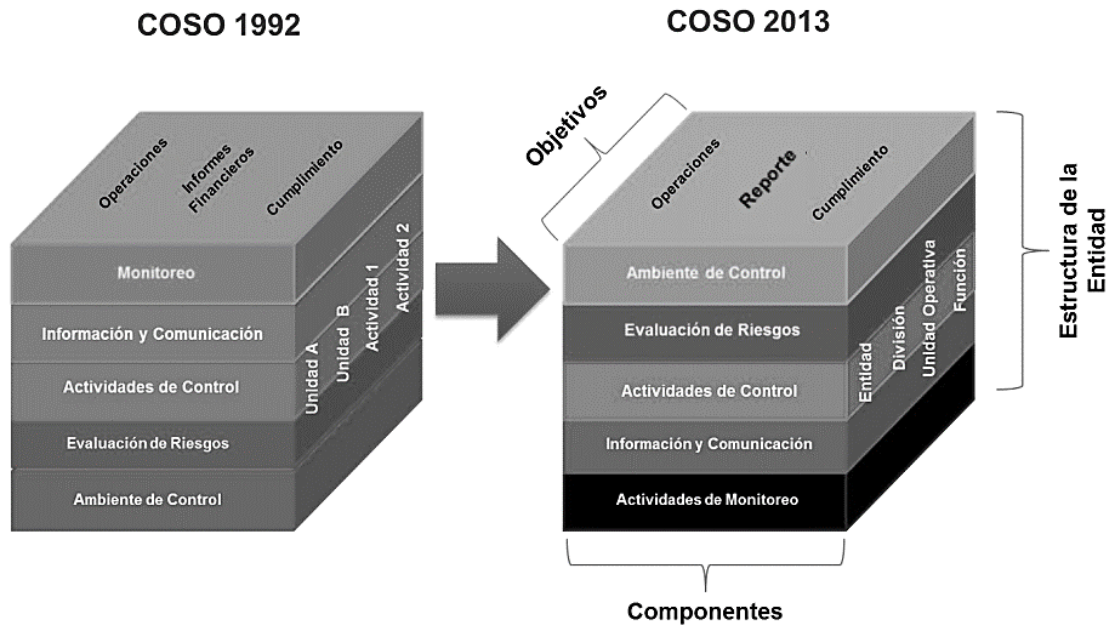 COSO 1992
COSO 2013
Operaciones
Informes
Financieros
Cumplimiento
Monitoreo
Información y Comunicación
Actividades de Control
Evaluación de Riesgos
Ambiente de Control
Unidad A
Unidad B
Actividad 1
Actividad 2
Objetivos
Operaciones
Reporte
Cumplimiento
Ambiente de Control
Evaluación de Riesgos
Actividades de Control
Información y Comunicación
Actividades de Monitoreo
Entidad
División
Unidad Operativa
Función
Estructura de la
Entidad
Componentes